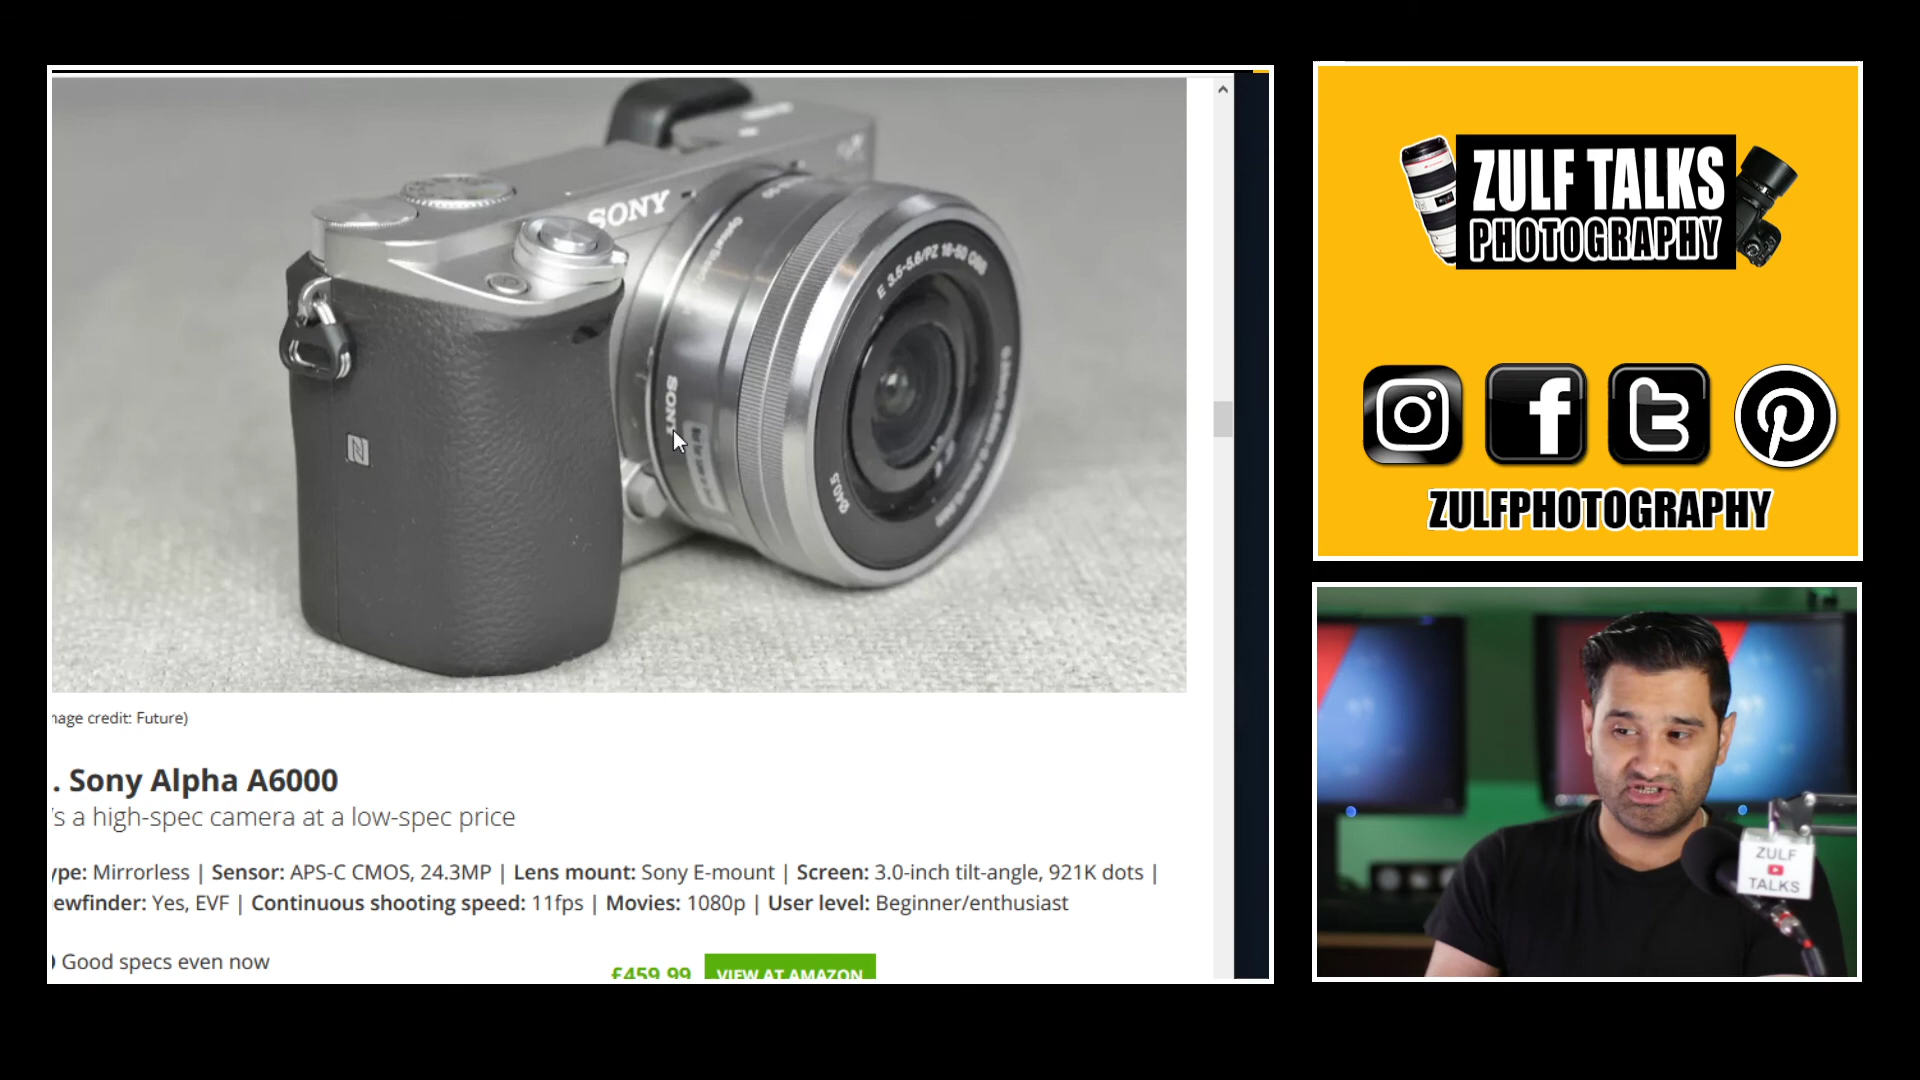 SONY
E 3.5-5.6/PZ 16-50 OSS
SONY
Ø40.5
age credit: Future)
. Sony Alpha A6000
's a high-spec camera at a low-spec price
ype: Mirrorless | Sensor: APS-C CMOS, 24.3MP | Lens mount: Sony E-mount | Screen: 3.0-inch tilt-angle, 921K dots |
ewfinder: Yes, EVF | Continuous shooting speed: 11fps | Movies: 1080p | User level: Beginner/enthusiast
Good specs even now
£459.99 VIEW AT AMAZON
ZULF TALKS
PHOTOGRAPHY
ZULFPHOTOGRAPHY
ZULF
TALKS